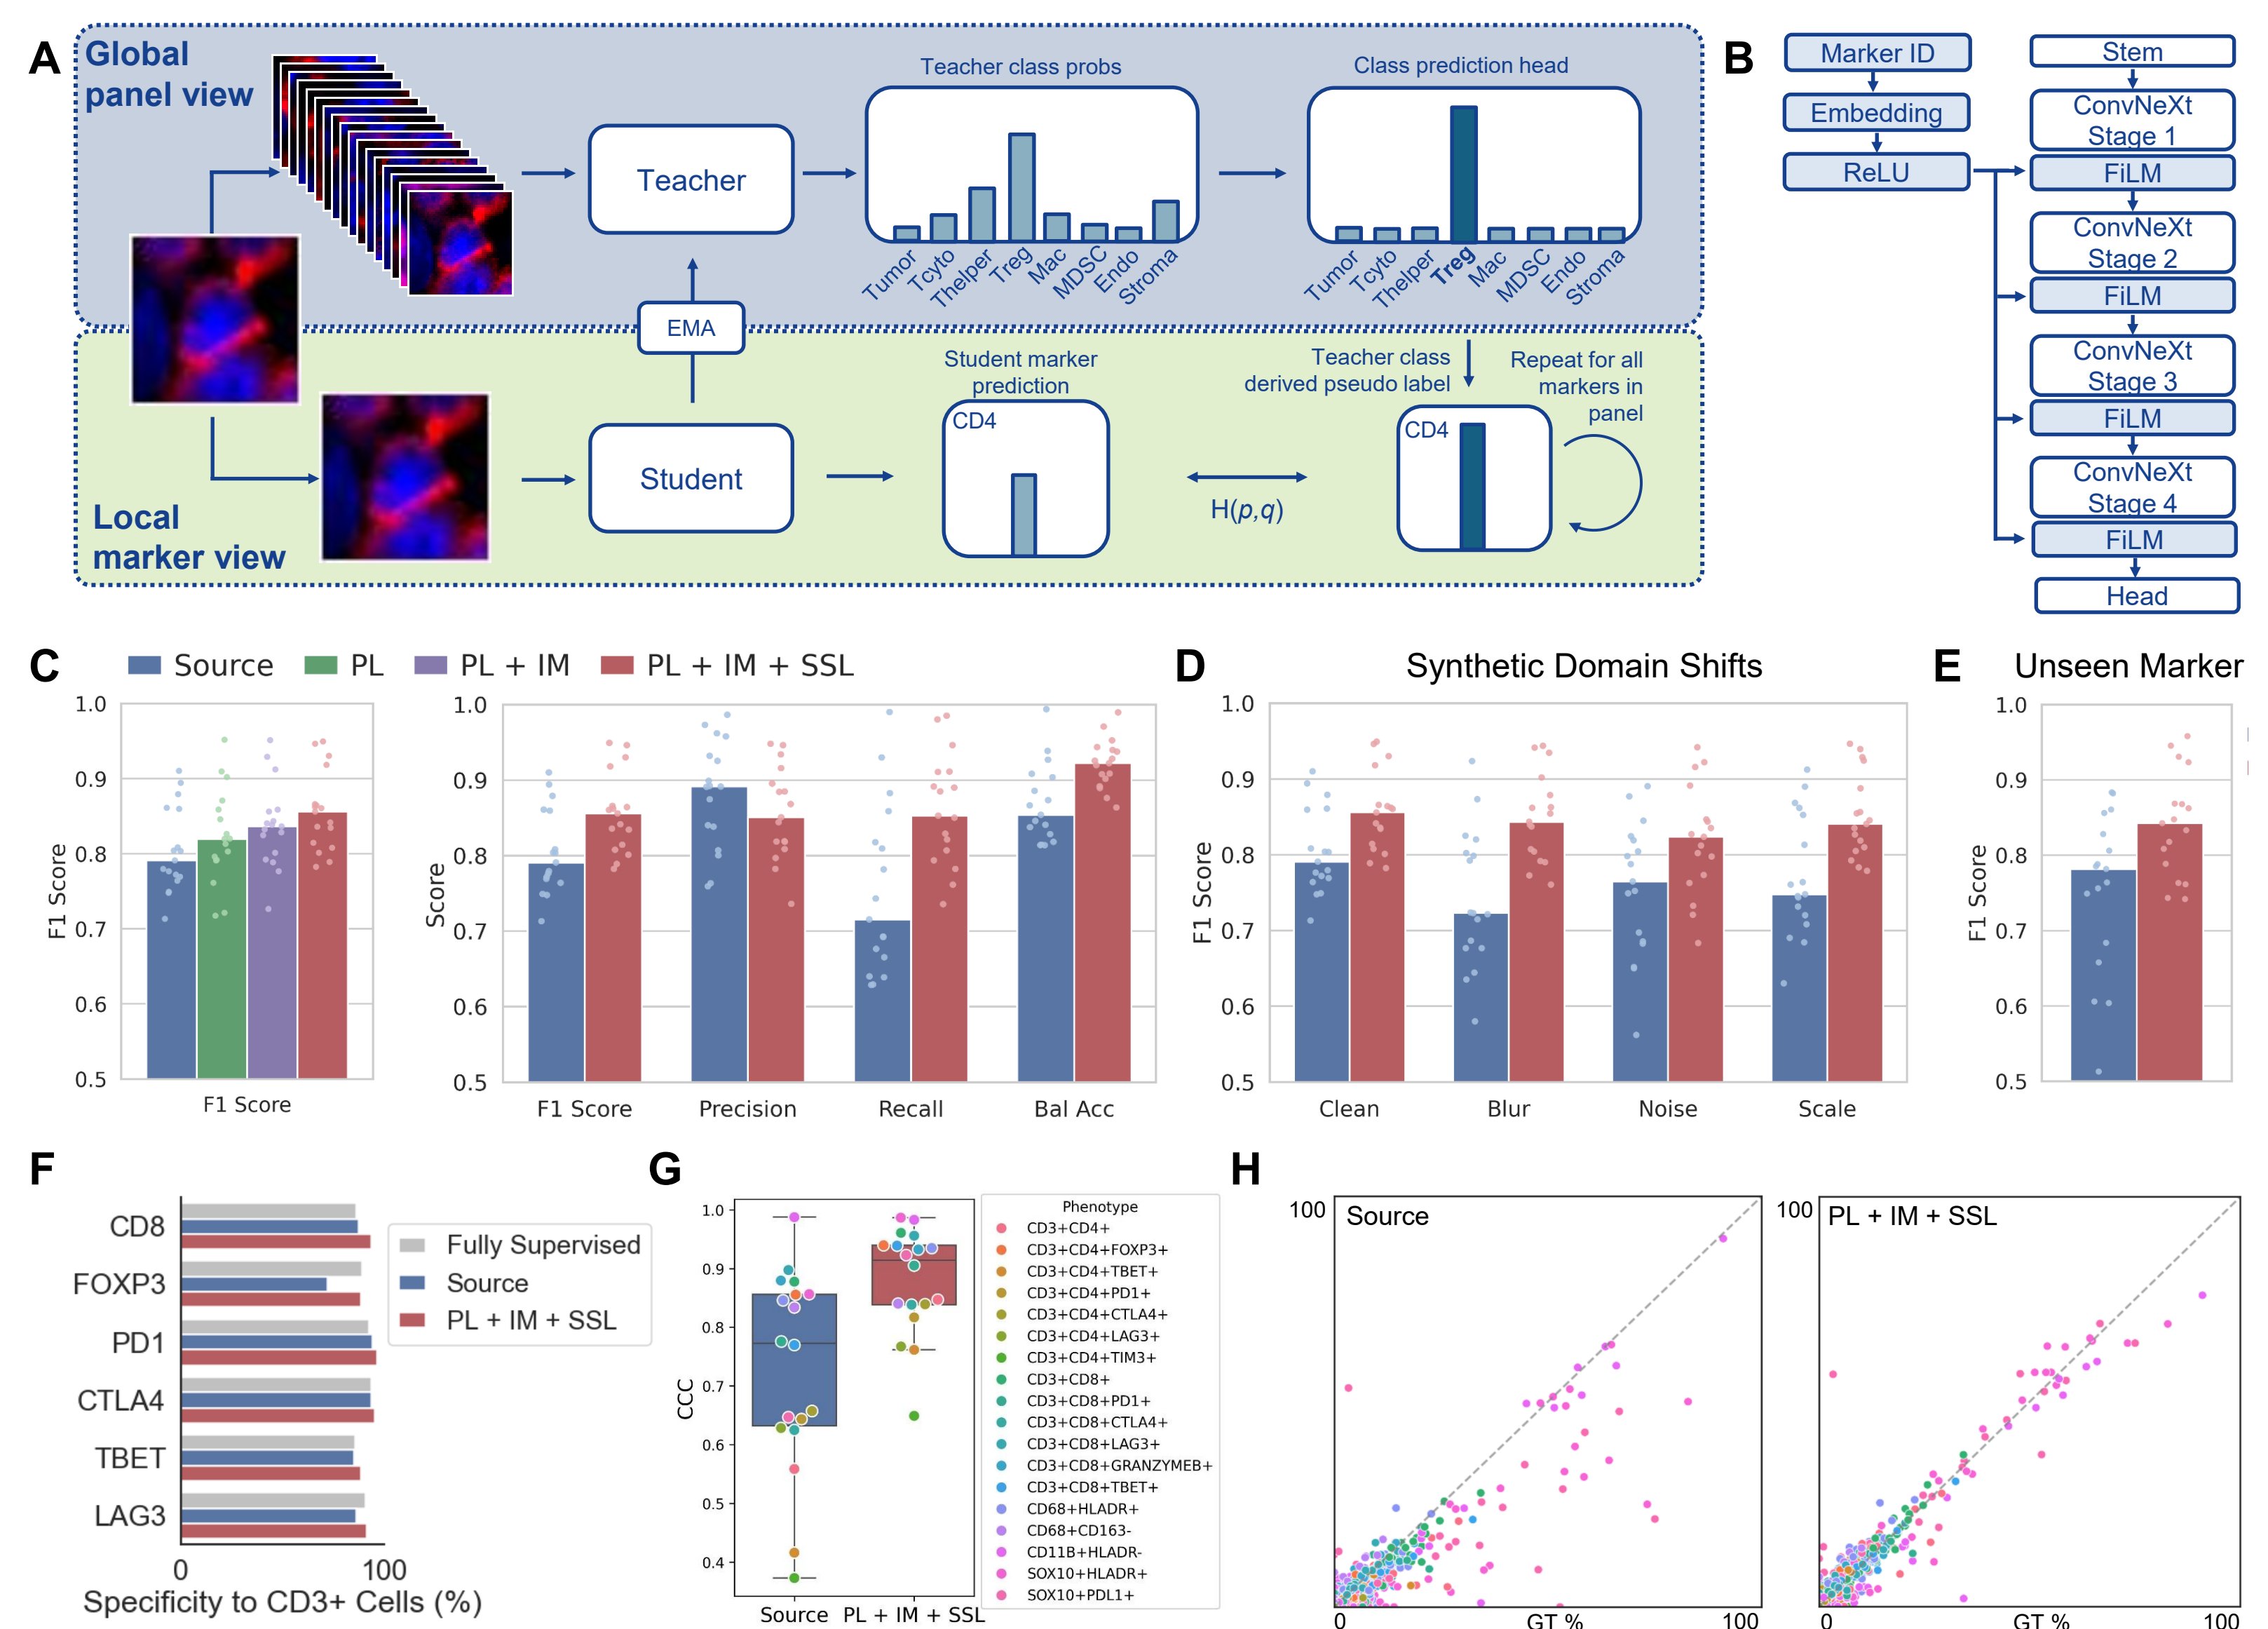 A
Global
panel view
Teacher
Teacher class probs
Tumor
Tcyto
Thelper
Treg
Mac
MDSC
Endo
Stroma
Class prediction head
Tumor
Tcyto
Thelper
Treg
Mac
MDSC
Endo
Stroma
EMA
Local
marker view
Student
Student marker
prediction
CD4
H(p,q)
Teacher class
derived pseudo label
CD4
Repeat for all
markers in
panel
B
Marker ID
Embedding
ReLU
Stem
ConvNeXt
Stage 1
FiLM
ConvNeXt
Stage 2
FiLM
ConvNeXt
Stage 3
FiLM
ConvNeXt
Stage 4
FiLM
Head
C
Source
PL
PL + IM
PL + IM + SSL
F1 Score
1.0
0.9
0.8
0.7
0.6
0.5
F1 Score
Score
1.0
0.9
0.8
0.7
0.6
0.5
F1 Score
Precision
Recall
Bal Acc
D
Synthetic Domain Shifts
F1 Score
1.0
0.9
0.8
0.7
0.6
0.5
Clean
Blur
Noise
Scale
E
Unseen Marker
F1 Score
1.0
0.9
0.8
0.7
0.6
0.5
F
CD8
FOXP3
PD1
CTLA4
TBET
LAG3
0
100
Specificity to CD3+ Cells (%)
Fully Supervised
Source
PL + IM + SSL
G
CCC
1.0
0.9
0.8
0.7
0.6
0.5
0.4
Source
PL + IM + SSL
Phenotype
CD3+CD4+
CD3+CD4+FOXP3+
CD3+CD4+TBET+
CD3+CD4+PD1+
CD3+CD4+CTLA4+
CD3+CD4+LAG3+
CD3+CD4+TIM3+
CD3+CD8+
CD3+CD8+PD1+
CD3+CD8+CTLA4+
CD3+CD8+LAG3+
CD3+CD8+GRANZYMEB+
CD3+CD8+TBET+
CD68+HLADR+
CD68+CD163-
CD11B+HLADR-
SOX10+HLADR+
SOX10+PDL1+
H
100
Source
0
GT %
100
100
PL + IM + SSL
0
GT %
100